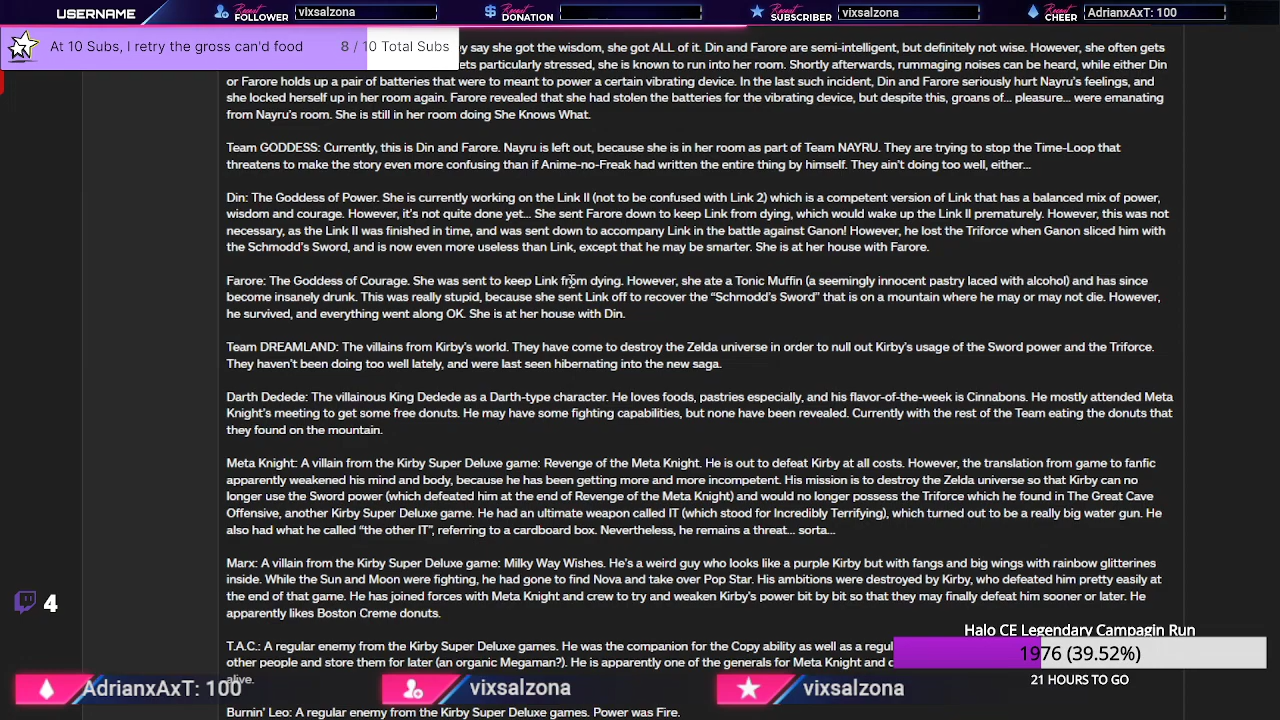 USERNAME
Recent FOLLOWER
vixsalzona
Recent DONATION
Recent SUBSCRIBER
vixsalzona
Recent CHEER
AdrianxAxT: 100
At 10 Subs, I retry the gross can'd food
8 / 10 Total Subs
say she got the wisdom, she got ALL of it. Din and Farore are semi-intelligent, but definitely not wise. However, she often gets
particularly stressed, she is known to run into her room. Shortly afterwards, rummaging noises can be heard, while either Din
or Farore holds up a pair of batteries that were to meant to power a certain vibrating device. In the last such incident, Din and Farore seriously hurt Nayru's feelings, and
she locked herself up in her room again. Farore revealed that she had stolen the batteries for the vibrating device, but despite this, groans of... pleasure... were emanating
from Nayru's room. She is still in her room doing She Knows What.
Team GODDESS: Currently, this is Din and Farore. Nayru is left out, because she is in her room as part of Team NAYRU. They are trying to stop the Time-Loop that
threatens to make the story even more confusing than if Anime-no-Freak had written the entire thing by himself. They ain't doing too well, either...
Din: The Goddess of Power. She is currently working on the Link II (not to be confused with Link 2) which is a competent version of Link that has a balanced mix of power,
wisdom and courage. However, it's not quite done yet... She sent Farore down to keep Link from dying, which would wake up the Link II prematurely. However, this was not
necessary, as the Link II was finished in time, and was sent down to accompany Link in the battle against Ganon! However, he lost the Triforce when Ganon sliced him with
the Schmodd's Sword, and is now even more useless than Link, except that he may be smarter. She is at her house with Farore.
Farore: The Goddess of Courage. She was sent to keep Link from dying. However, she ate a Tonic Muffin (a seemingly innocent pastry laced with alcohol) and has since
become insanely drunk. This was really stupid, because she sent Link off to recover the “Schmodd's Sword” that is on a mountain where he may or may not die. However,
he survived, and everything went along OK. She is at her house with Din.
Team DREAMLAND: The villains from Kirby's world. They have come to destroy the Zelda universe in order to null out Kirby's usage of the Sword power and the Triforce.
They haven't been doing too well lately, and were last seen hibernating into the new saga.
Darth Dedede: The villainous King Dedede as a Darth-type character. He loves foods, pastries especially, and his flavor-of-the-week is Cinnabons. He mostly attended Meta
Knight's meeting to get some free donuts. He may have some fighting capabilities, but none have been revealed. Currently with the rest of the Team eating the donuts that
they found on the mountain.
Meta Knight: A villain from the Kirby Super Deluxe game: Revenge of the Meta Knight. He is out to defeat Kirby at all costs. However, the translation from game to fanfic
apparently weakened his mind and body, because he has been getting more and more incompetent. His mission is to destroy the Zelda universe so that Kirby can no
longer use the Sword power (which defeated him at the end of Revenge of the Meta Knight) and would no longer possess the Triforce which he found in The Great Cave
Offensive, another Kirby Super Deluxe game. He had an ultimate weapon called IT (which stood for Incredibly Terrifying), which turned out to be a really big water gun. He
also had what he called “the other IT”, referring to a cardboard box. Nevertheless, he remains a threat... sorta...
Marx: A villain from the Kirby Super Deluxe game: Milky Way Wishes. He's a weird guy who looks like a purple Kirby but with fangs and big wings with rainbow glitterines
inside. While the Sun and Moon were fighting, he had gone to find Nova and take over Pop Star. His ambitions were destroyed by Kirby, who defeated him pretty easily at
the end of that game. He has joined forces with Meta Knight and crew to try and weaken Kirby's power bit by bit so that they may finally defeat him sooner or later. He
apparently likes Boston Creme donuts.
4
Halo CE Legendary Campagin Run
1976 (39.52%)
21 HOURS TO GO
T.A.C.: A regular enemy from the Kirby Super Deluxe games. He was the companion for the Copy ability as well as a regul
other people and store them for later (an organic Megaman?). He is apparently one of the generals for Meta Knight and
alive.
AdrianxAxT: 100
vixsalzona
vixsalzona
Burnin' Leo: A regular enemy from the Kirby Super Deluxe games. Power was Fire.